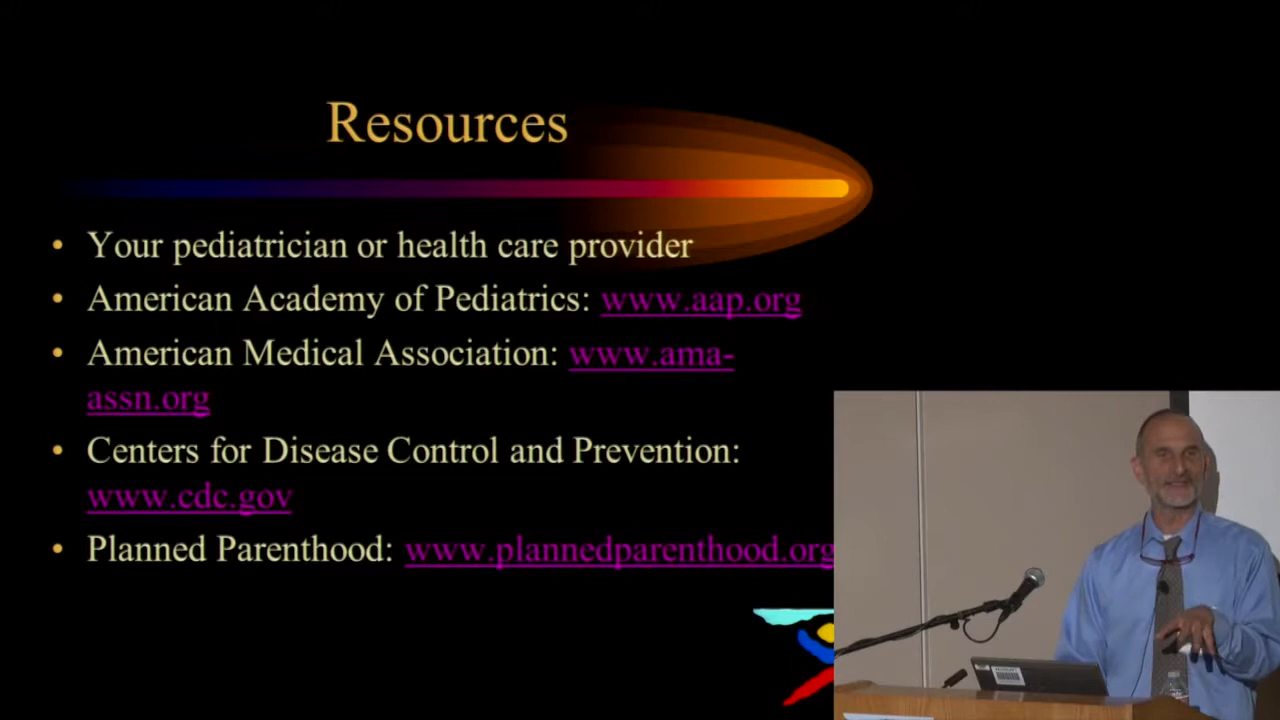 Resources
• Your pediatrician or health care provider
• American Academy of Pediatrics: www.aap.org
• American Medical Association: www.ama-
assn.org
• Centers for Disease Control and Prevention:
www.cdc.gov
• Planned Parenthood: www.plannedparenthood.org